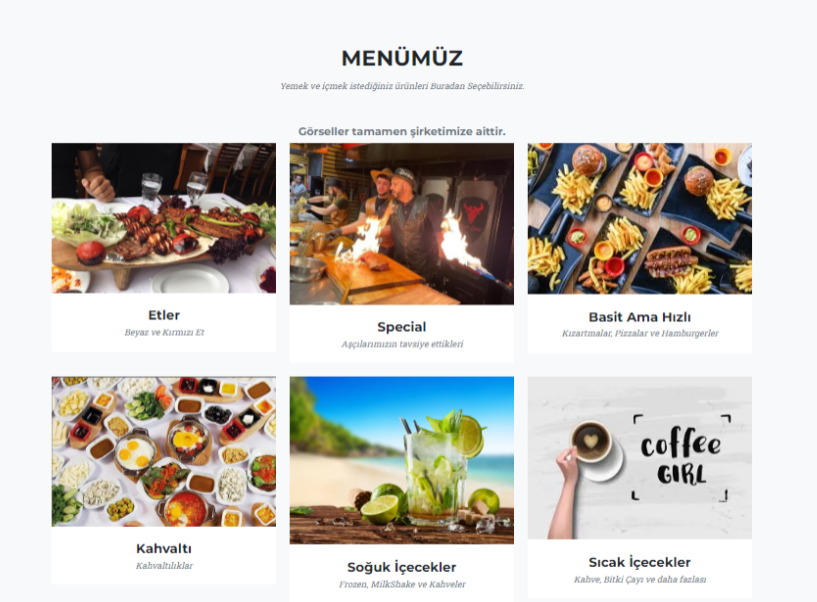 MENÜMÜZ
Yemek ve içmek istediğiniz ürünleri Buradan Seçebilirsiniz.
Görseller tamamen şirketimize aittir.
Etler
Beyaz ve Kırmızı Et
Special
Aşçılarımızın tavsiye ettikleri
Basit Ama Hızlı
Kızartmalar, Pizzalar ve Hamburgerler
Kahvaltı
Kahvaltılıklar
Soğuk İçecekler
Frozen, MilkShake ve Kahveler
coffee
GIRL
Sıcak İçecekler
Kahve, Bitki Çayı ve daha fazlası